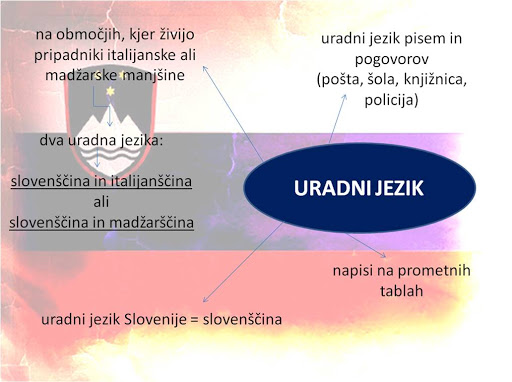 na območjih, kjer živijo
pripadniki italijanske ali
madžarske manjšine
dva uradna jezika:
slovenščina in italijanščina
ali
slovenščina in madžarščina
uradni jezik pisem in
pogovorov
(pošta, šola, knjižnica,
policija)
URADNI JEZIK
napisi na prometnih
tablah
uradni jezik Slovenije = slovenščina